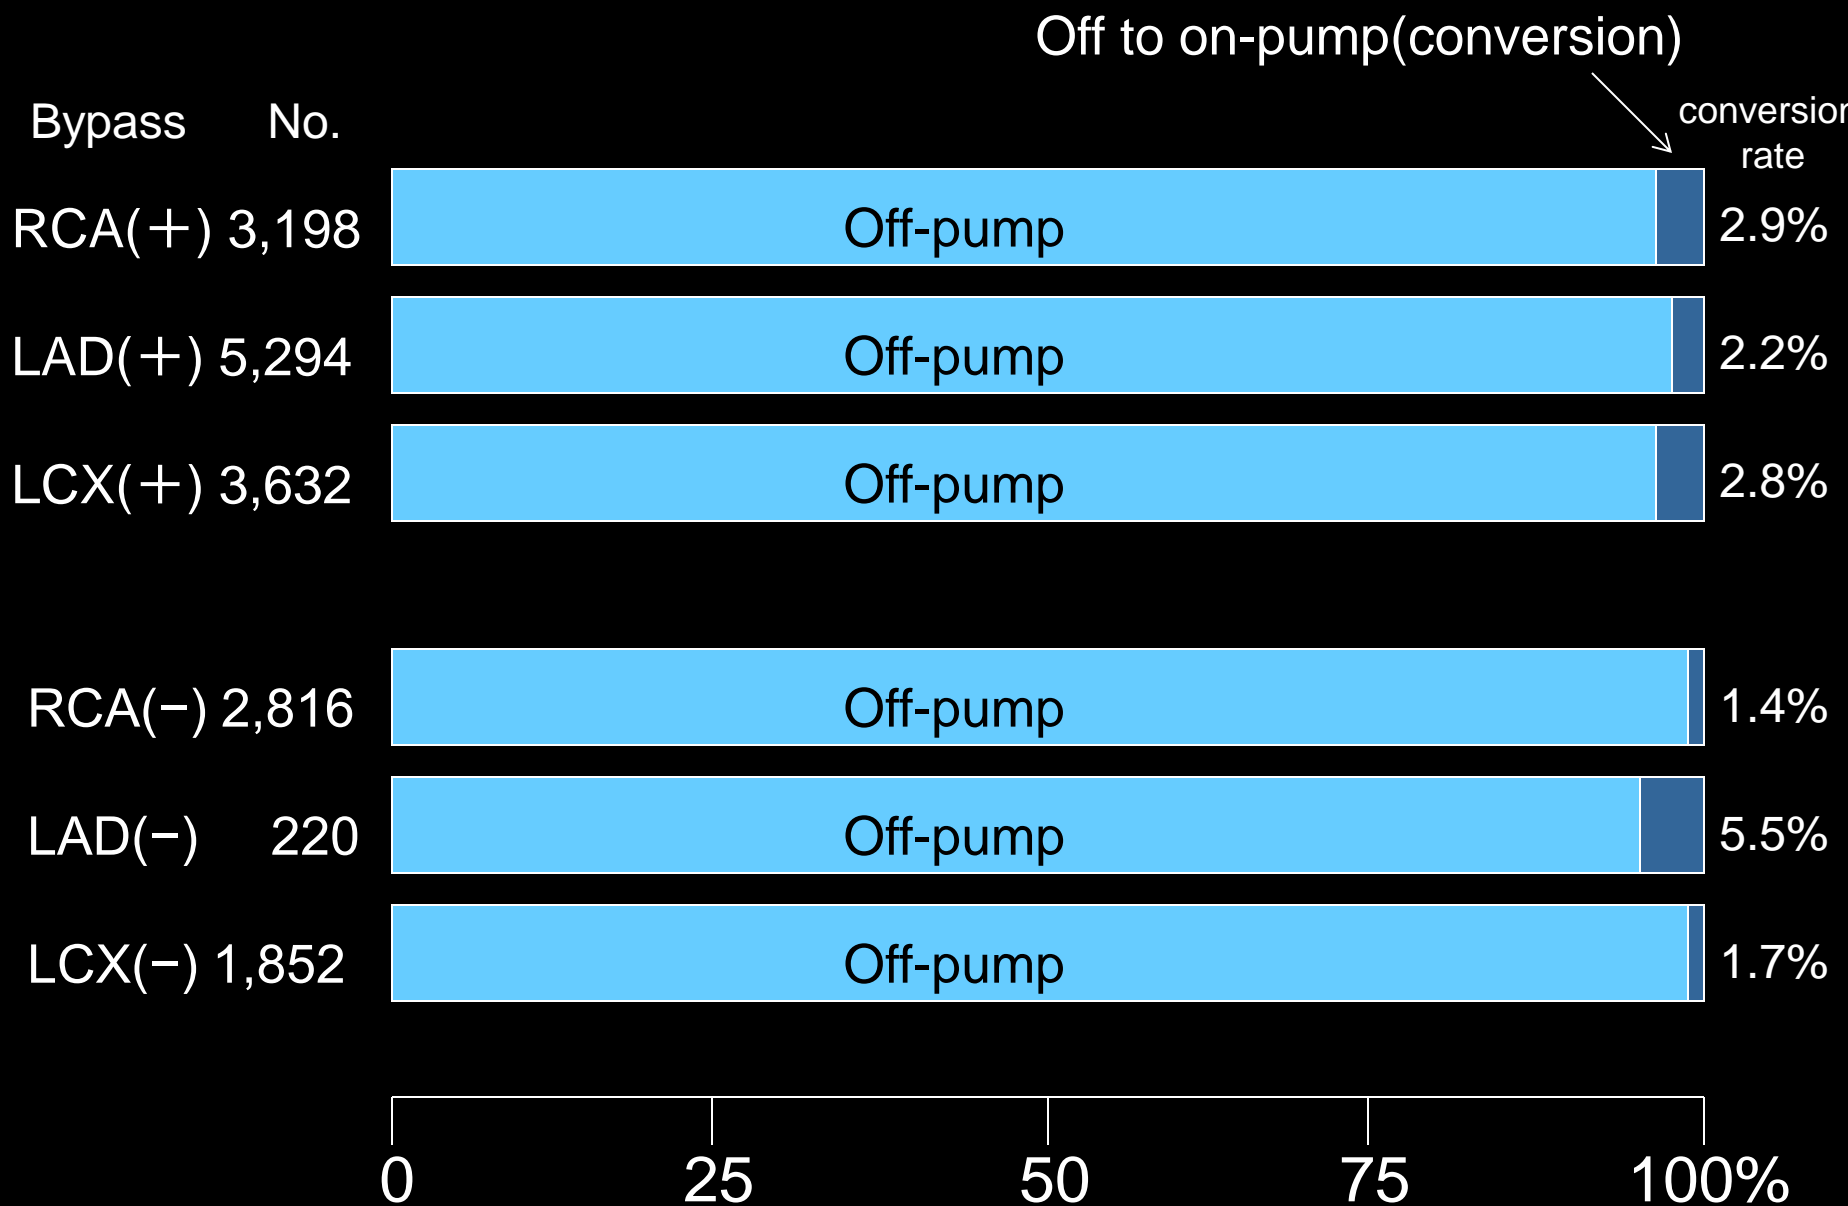 Off to on-pump(conversion)
Bypass No.
conversion
rate
RCA(＋) 3,198 Off-pump 2.9%
LAD(＋) 5,294 Off-pump 2.2%
LCX(＋) 3,632 Off-pump 2.8%
RCA(−) 2,816 Off-pump 1.4%
LAD(−) 220 Off-pump 5.5%
LCX(−) 1,852 Off-pump 1.7%
0 25 50 75 100%